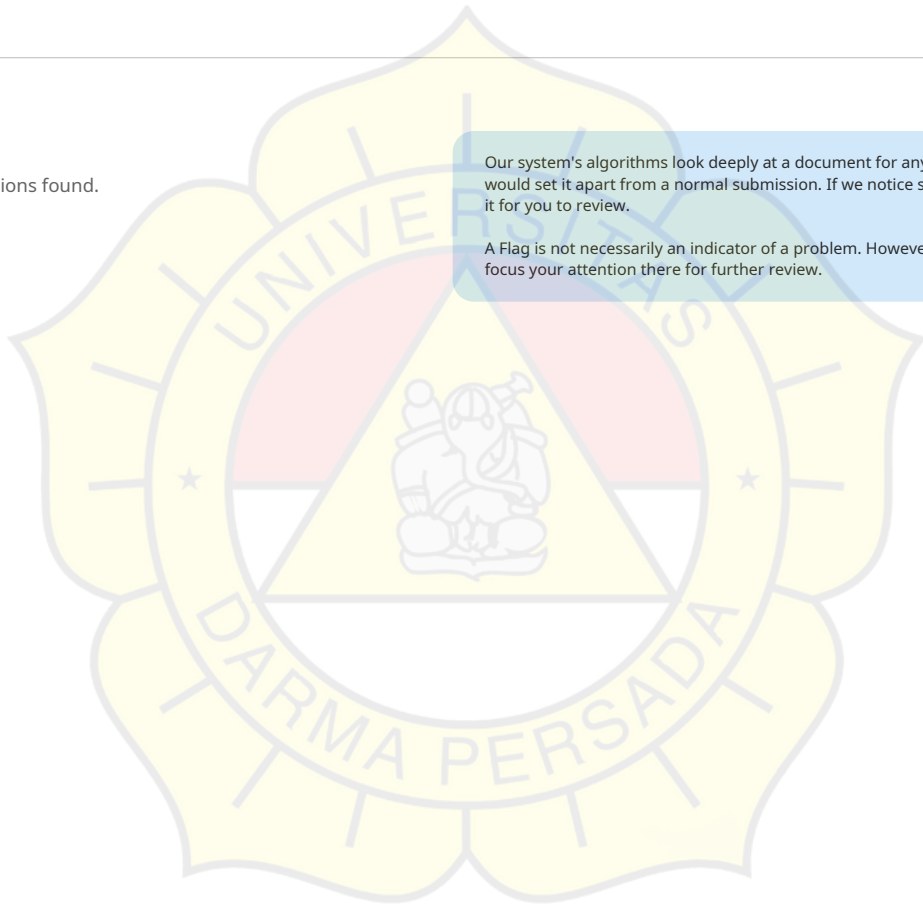 ions found.
Our system's algorithms look deeply at a document for any
would set it apart from a normal submission. If we notice s
it for you to review.
A Flag is not necessarily an indicator of a problem. Howeve
focus your attention there for further review.
UNIVERSITAS
DARMA PERSADA